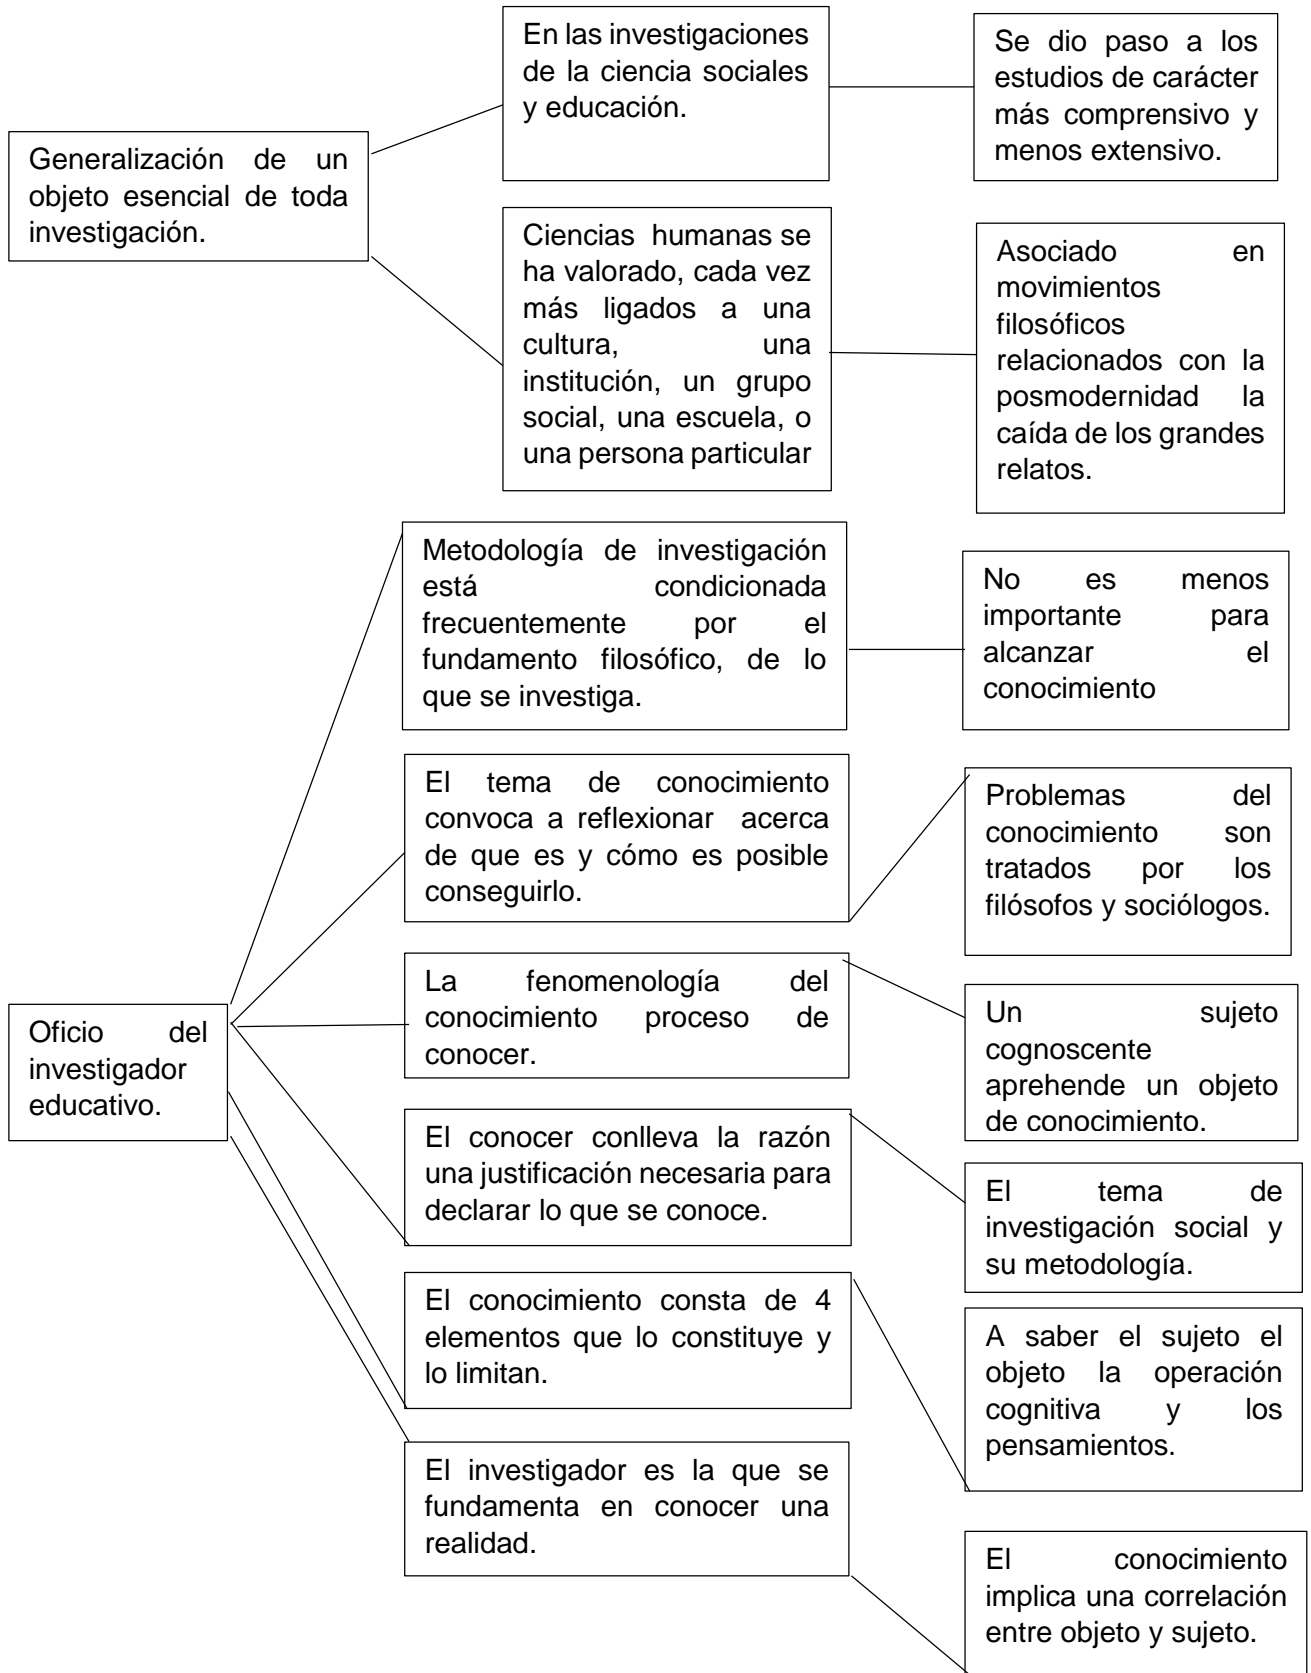 Generalización de un
objeto esencial de toda
investigación.
En las investigaciones
de la ciencia sociales
y educación.
Se dio paso a los
estudios de carácter
más comprensivo y
menos extensivo.
Ciencias humanas se
ha valorado, cada vez
más ligados a una
cultura, una
institución, un grupo
social, una escuela, o
una persona particular
Asociado en
movimientos
filosóficos
relacionados con la
posmodernidad la
caída de los grandes
relatos.
Oficio del
investigador
educativo.
Metodología de investigación
está condicionada
frecuentemente por el
fundamento filosófico, de lo
que se investiga.
No es menos
importante para
alcanzar el
conocimiento
El tema de conocimiento
convoca a reflexionar acerca
de que es y cómo es posible
conseguirlo.
Problemas del
conocimiento son
tratados por los
filósofos y sociólogos.
La fenomenología del
conocimiento proceso de
conocer.
Un sujeto
cognoscente
aprehende un objeto
de conocimiento.
El conocer conlleva la razón
una justificación necesaria para
declarar lo que se conoce.
El tema de
investigación social y
su metodología.
El conocimiento consta de 4
elementos que lo constituye y
lo limitan.
A saber el sujeto el
objeto la operación
cognitiva y los
pensamientos.
El investigador es la que se
fundamenta en conocer una
realidad.
El conocimiento
implica una correlación
entre objeto y sujeto.